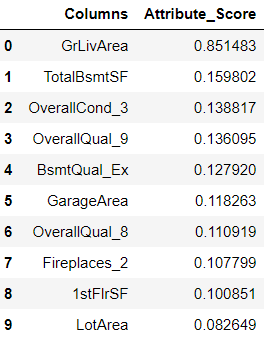 Columns Attribute_Score
0 GrLivArea 0.851483
1 TotalBsmtSF 0.159802
2 OverallCond_3 0.138817
3 OverallQual_9 0.136095
4 BsmtQual_Ex 0.127920
5 GarageArea 0.118263
6 OverallQual_8 0.110919
7 Fireplaces_2 0.107799
8 1stFlrSF 0.100851
9 LotArea 0.082649